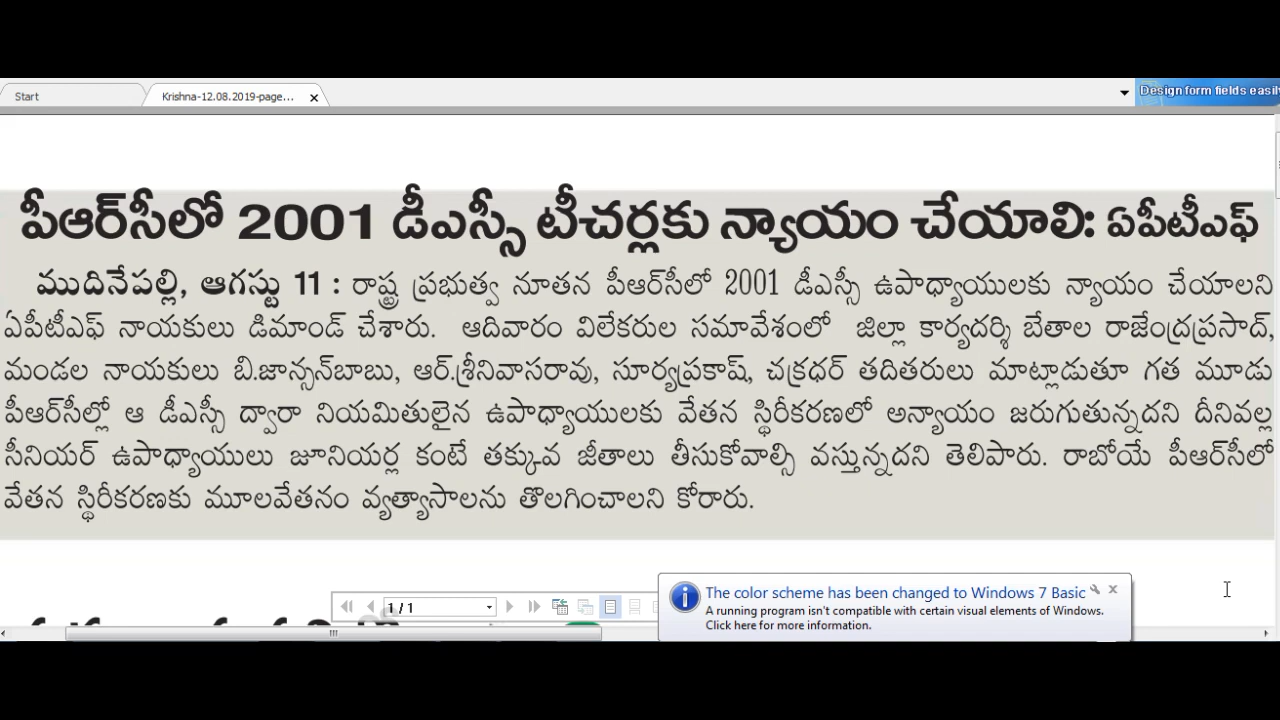 Start
Krishna-12.08.2019-page...
Design form fields easily
పీఆర్‌సీలో 2001 డీఎస్సీ టీచర్లకు న్యాయం చేయాలి: ఏపీటీఎఫ్
ముదినేపల్లి, ఆగస్టు 11 : రాష్ట్ర ప్రభుత్వ నూతన పీఆర్‌సీలో 2001 డీఎస్సీ ఉపాధ్యాయులకు న్యాయం చేయాలని
ఏపీటీఎఫ్ నాయకులు డిమాండ్ చేశారు. ఆదివారం విలేకరుల సమావేశంలో జిల్లా కార్యదర్శి బేతాల రాజేంద్రప్రసాద్,
మండల నాయకులు బి.జాన్సన్‌బాబు, ఆర్.శ్రీనివాసరావు, సూర్యప్రకాష్, చక్రధర్ తదితరులు మాట్లాడుతూ గత మూడు
పీఆర్‌సీల్లో ఆ డీఎస్సీ ద్వారా నియమితులైన ఉపాధ్యాయులకు వేతన స్థిరీకరణలో అన్యాయం జరుగుతున్నదని దీనివల్ల
సీనియర్ ఉపాధ్యాయులు జూనియర్ల కంటే తక్కువ జీతాలు తీసుకోవాల్సి వస్తున్నదని తెలిపారు. రాబోయే పీఆర్‌సీలో
వేతన స్థిరీకరణకు మూలవేతనం వ్యత్యాసాలను తొలగించాలని కోరారు.
1 / 1
The color scheme has been changed to Windows 7 Basic
A running program isn't compatible with certain visual elements of Windows.
Click here for more information.